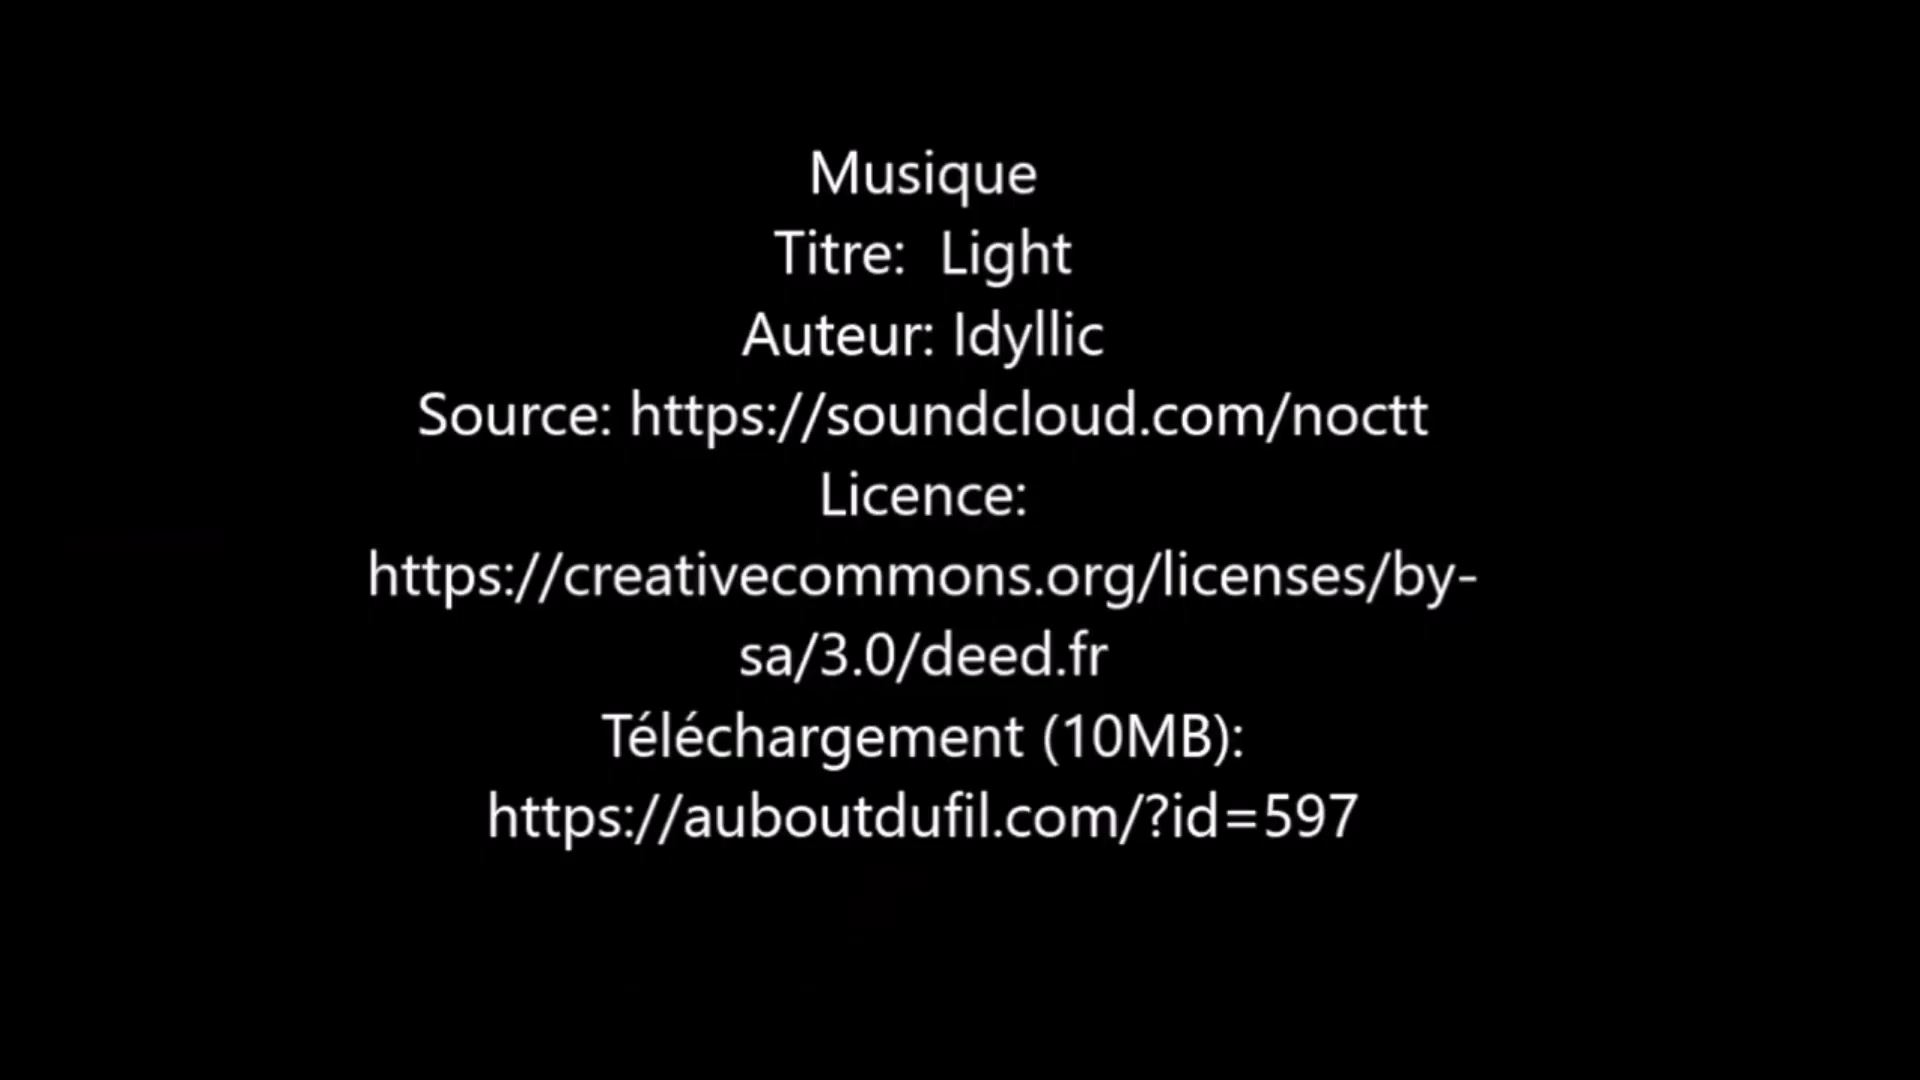 Musique
Titre:  Light
Auteur: Idyllic
Source: https://soundcloud.com/noctt
Licence:
https://creativecommons.org/licenses/by-
sa/3.0/deed.fr
Téléchargement (10MB):
https://auboutdufil.com/?id=597